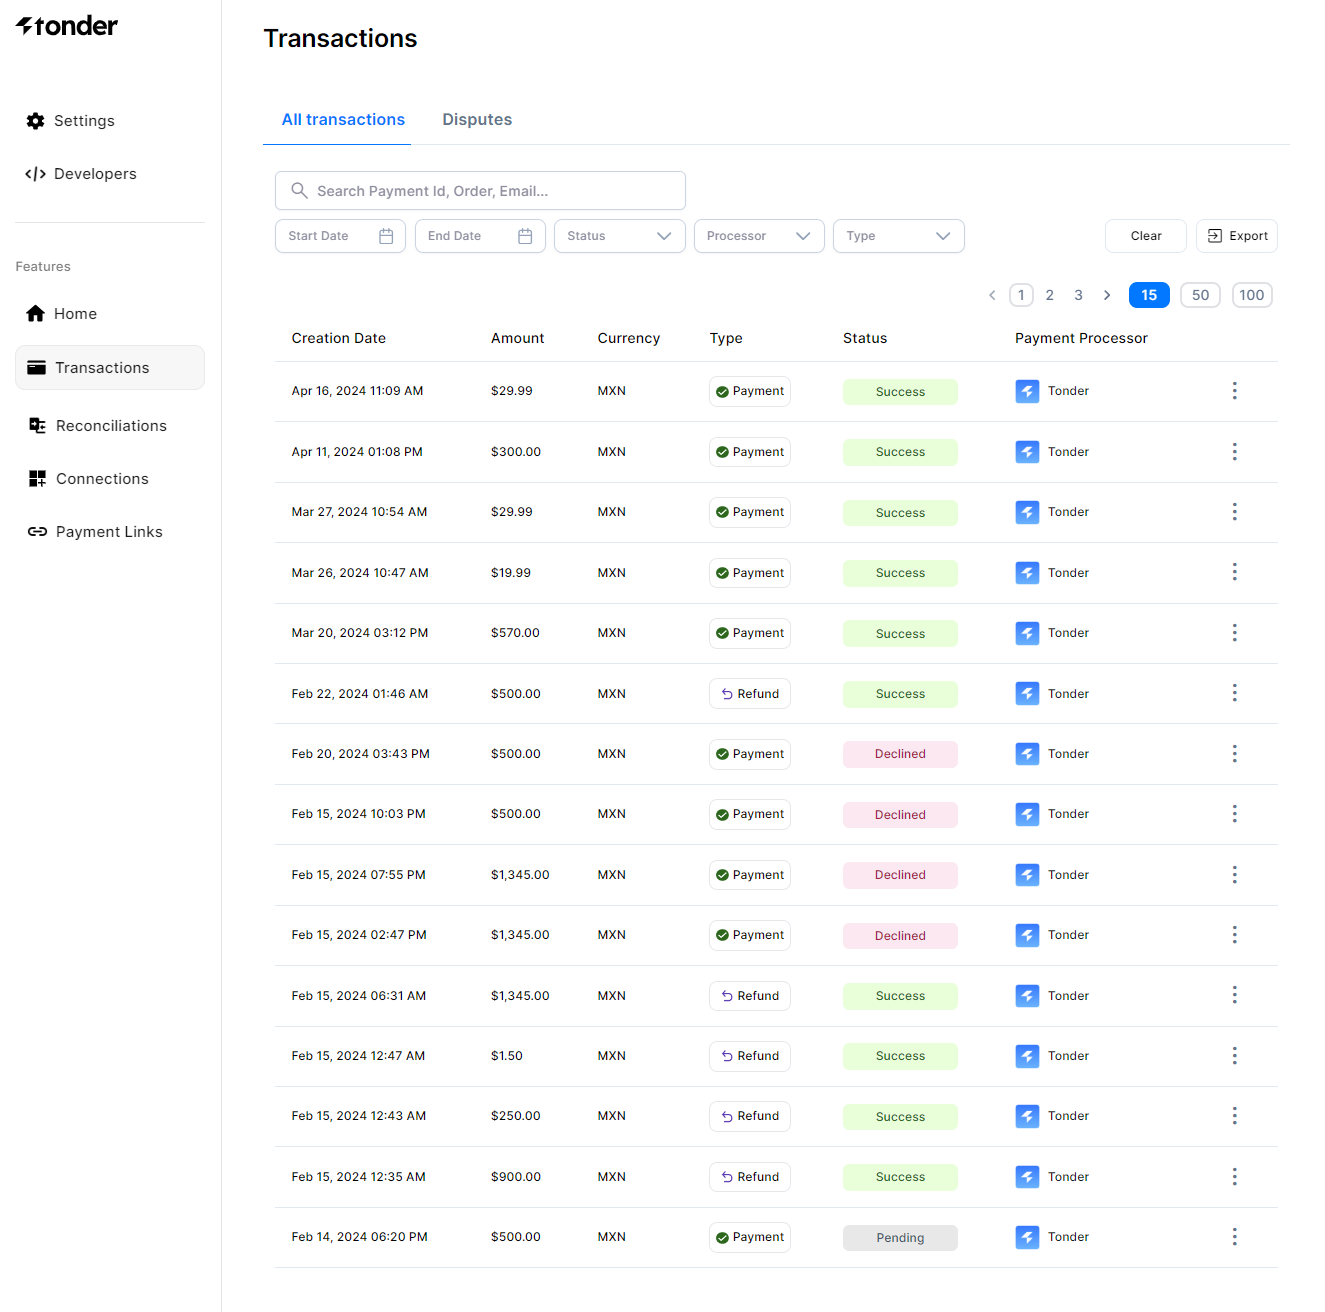 tonder
Transactions
Settings
Developers
Features
Home
Transactions
Reconciliations
Connections
Payment Links
All transactions Disputes
Search Payment Id, Order, Email...
Start Date End Date Status Processor Type Clear Export
1 2 3 15 50 100
Creation Date Amount Currency Type Status Payment Processor
Apr 16, 2024 11:09 AM $29.99 MXN Payment Success Tonder
Apr 11, 2024 01:08 PM $300.00 MXN Payment Success Tonder
Mar 27, 2024 10:54 AM $29.99 MXN Payment Success Tonder
Mar 26, 2024 10:47 AM $19.99 MXN Payment Success Tonder
Mar 20, 2024 03:12 PM $570.00 MXN Payment Success Tonder
Feb 22, 2024 01:46 AM $500.00 MXN Refund Success Tonder
Feb 20, 2024 03:43 PM $500.00 MXN Payment Declined Tonder
Feb 15, 2024 10:03 PM $500.00 MXN Payment Declined Tonder
Feb 15, 2024 07:55 PM $1,345.00 MXN Payment Declined Tonder
Feb 15, 2024 02:47 PM $1,345.00 MXN Payment Declined Tonder
Feb 15, 2024 06:31 AM $1,345.00 MXN Refund Success Tonder
Feb 15, 2024 12:47 AM $1.50 MXN Refund Success Tonder
Feb 15, 2024 12:43 AM $250.00 MXN Refund Success Tonder
Feb 15, 2024 12:35 AM $900.00 MXN Refund Success Tonder
Feb 14, 2024 06:20 PM $500.00 MXN Payment Pending Tonder